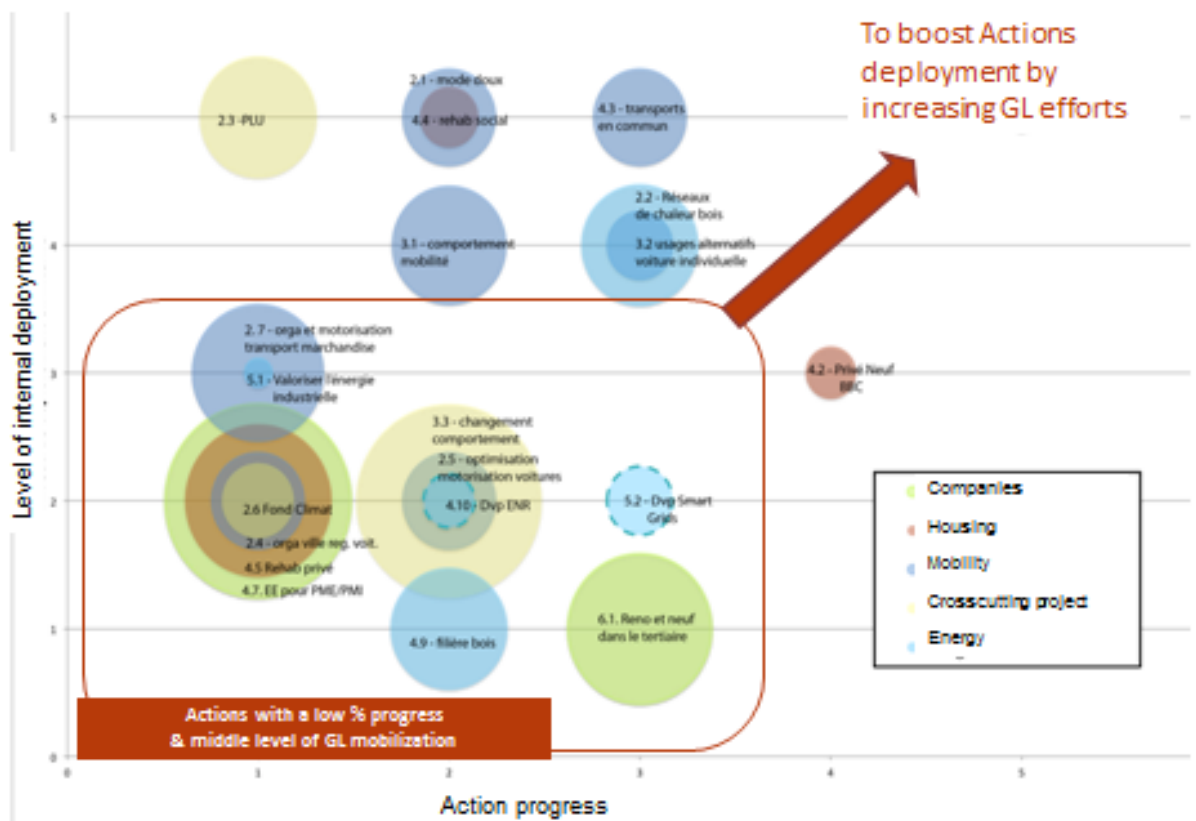 To boost Actions
deployment by
increasing GL efforts
Level of internal deployment
5
4
3
2
1
0
2.3 -PLU
2.1 - mode doux
4.4 - rehab social
4.3 - transports
en commun
3.1 - comportement
mobilité
2.2 - Réseaux
de chaleur bois
3.2 usages alternatifs
voiture individuelle
2. 7 - orga et motorisation
transport marchandise
5.1 - Valoriser l'énergie
industrielle
4.2 - Privé Neuf
BBC
3.3 - changement
comportement
2.5 - optimisation
motorisation voitures
4.10 - Dvp ENR
5.2 - Dvp Smart
Grids
2.6 Fond Climat
2.4 - orga ville reg. voit.
4.5 Rehab privé
4.7. EE pour PME/PMI
4.9 - filière bois
6.1. Reno et neuf
dans le tertiaire
Companies
Housing
Mobility
Crosscutting project
Energy
Actions with a low % progress
& middle level of GL mobilization
0 1 2 3 4 5
Action progress